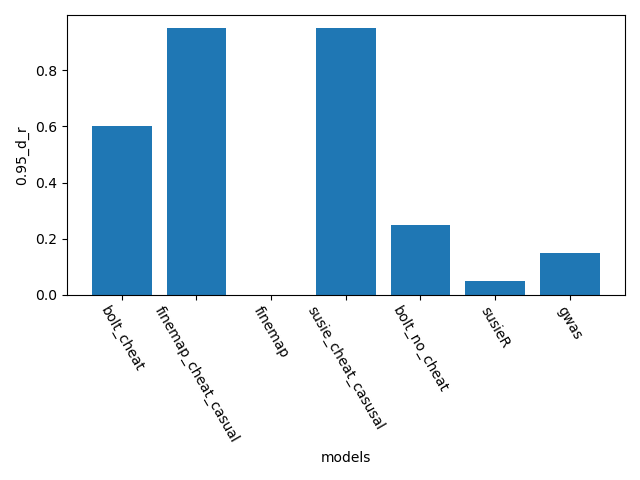 0.95_d_r
0.8
0.6
0.4
0.2
0.0
bolt_cheat
finemap_cheat_casual
finemap
susie_cheat_casusal
bolt_no_cheat
susieR
gwas
models